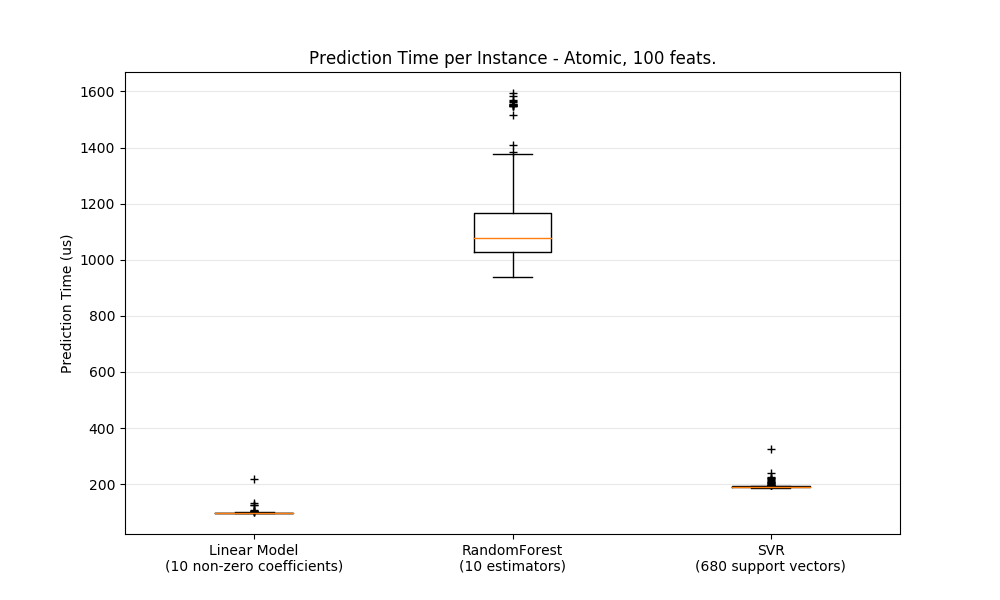 Prediction Time per Instance - Atomic, 100 feats.
1600
1400
1200
1000
800
600
400
200
Prediction Time (us)
Linear Model
(10 non-zero coefficients)
RandomForest
(10 estimators)
SVR
(680 support vectors)